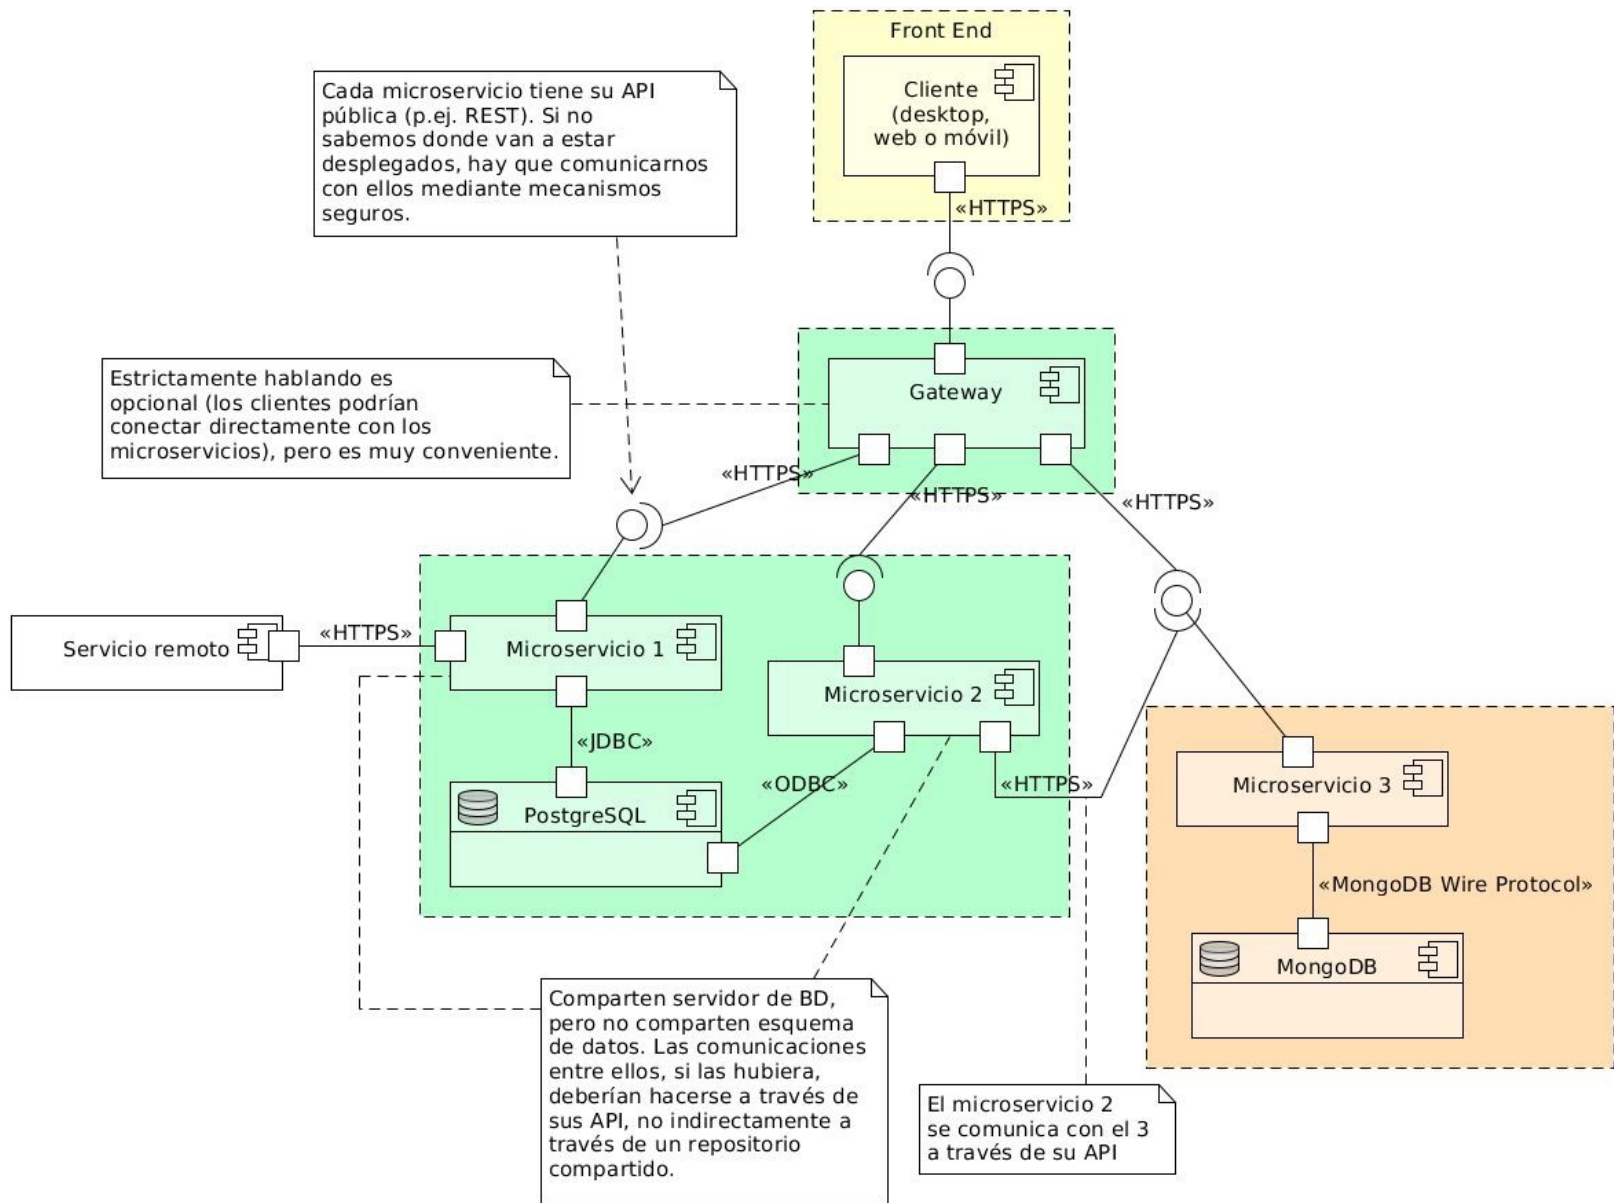 Front End
Cliente
(desktop,
web o móvil)
«HTTPS»
Cada microservicio tiene su API
pública (p.ej. REST). Si no
sabemos donde van a estar
desplegados, hay que comunicarnos
con ellos mediante mecanismos
seguros.
Estrictamente hablando es
opcional (los clientes podrían
conectar directamente con los
microservicios), pero es muy conveniente.
Gateway
«HTTPS»
«HTTPS»
«HTTPS»
Servicio remoto
«HTTPS»
Microservicio 1
Microservicio 2
«JDBC»
«ODBC»
«HTTPS»
PostgreSQL
Microservicio 3
«MongoDB Wire Protocol»
MongoDB
Comparten servidor de BD,
pero no comparten esquema
de datos. Las comunicaciones
entre ellos, si las hubiera,
deberían hacerse a través de
sus API, no indirectamente a
través de un repositorio
compartido.
El microservicio 2
se comunica con el 3
a través de su API